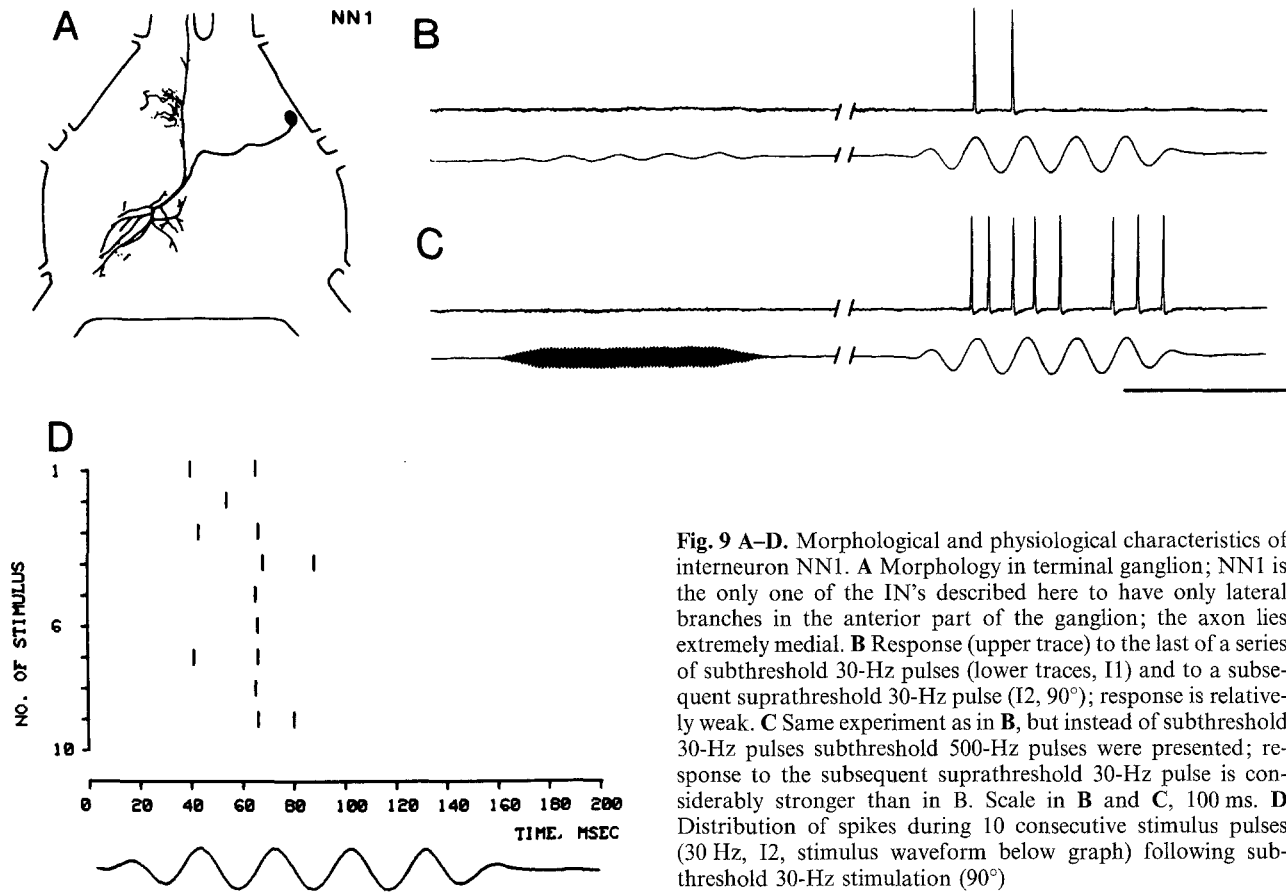 A
NN1
B
C
D
NO. OF STIMULUS
1
6
10
0 20 40 60 80 100 120 140 160 180 200
TIME, MSEC
Fig. 9 A–D. Morphological and physiological characteristics of
interneuron NN1. A Morphology in terminal ganglion; NN1 is
the only one of the IN's described here to have only lateral
branches in the anterior part of the ganglion; the axon lies
extremely medial. B Response (upper trace) to the last of a series
of subthreshold 30-Hz pulses (lower traces, I1) and to a subse-
quent suprathreshold 30-Hz pulse (I2, 90°); response is relative-
ly weak. C Same experiment as in B, but instead of subthreshold
30-Hz pulses subthreshold 500-Hz pulses were presented; re-
sponse to the subsequent suprathreshold 30-Hz pulse is con-
siderably stronger than in B. Scale in B and C, 100 ms. D
Distribution of spikes during 10 consecutive stimulus pulses
(30 Hz, I2, stimulus waveform below graph) following sub-
threshold 30-Hz stimulation (90°)